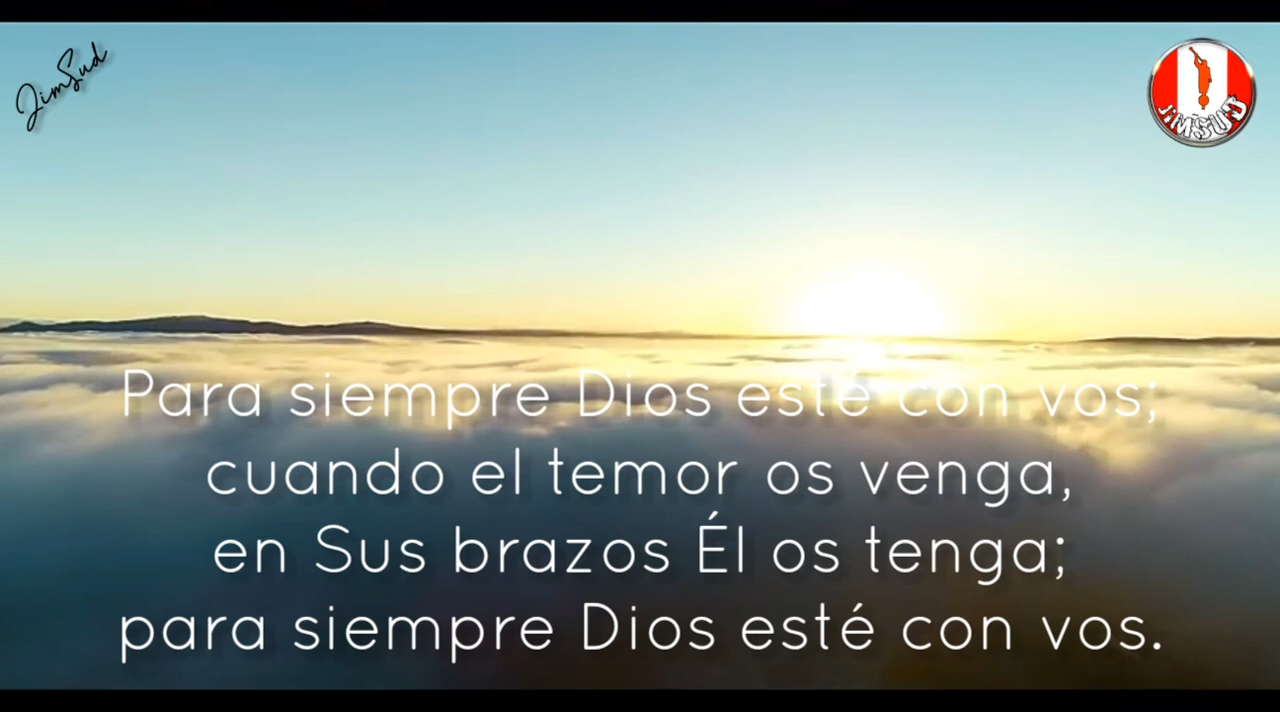 JimSud
JIMSUD
Para siempre Dios esté con vos;
cuando el temor os venga,
en Sus brazos Él os tenga;
para siempre Dios esté con vos.